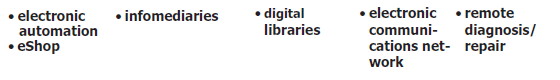 • electronic
automation
• eShop
• infomediaries
• digital
libraries
• electronic
communi-
cations net-
work
• remote
diagnosis/
repair